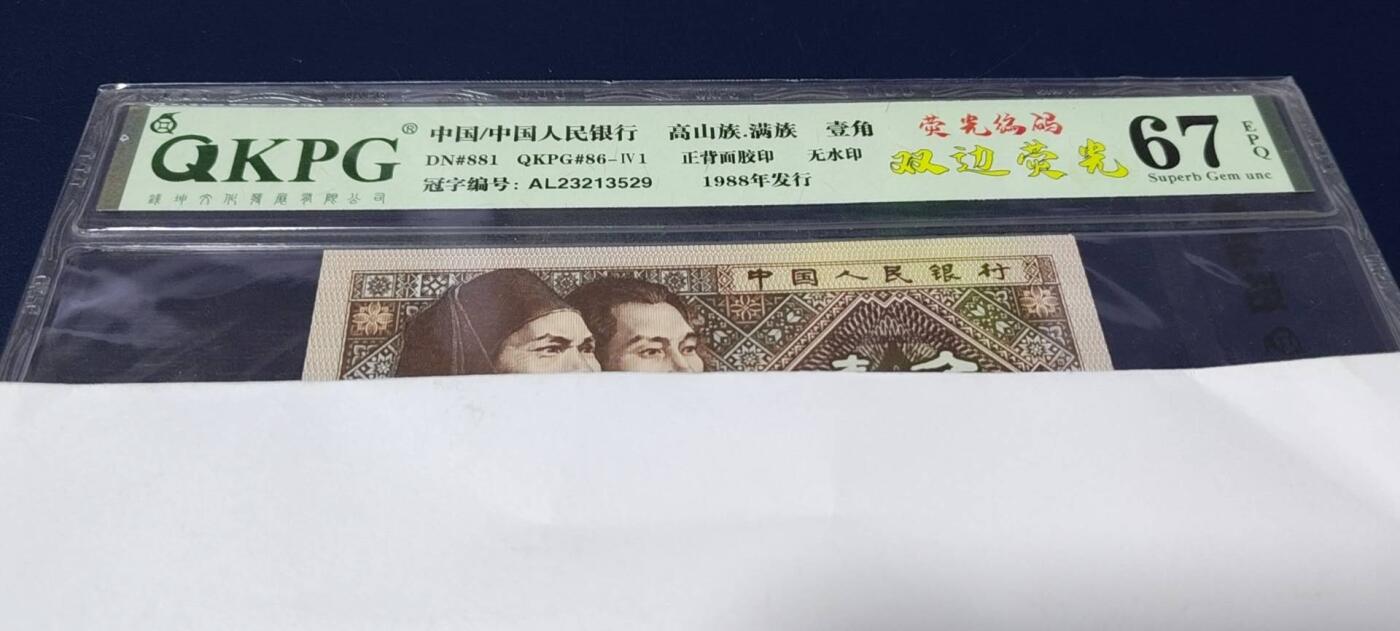 QKPG®
中国/中国人民银行 高山族.满族 壹角
DN#881 QKPG#86-Ⅳ1 正背面胶印 无水印
冠字编号: AL23213529 1988年发行
荧光编码
双边荧光
67
EPQ
Superb Gem unc
中国人民银行